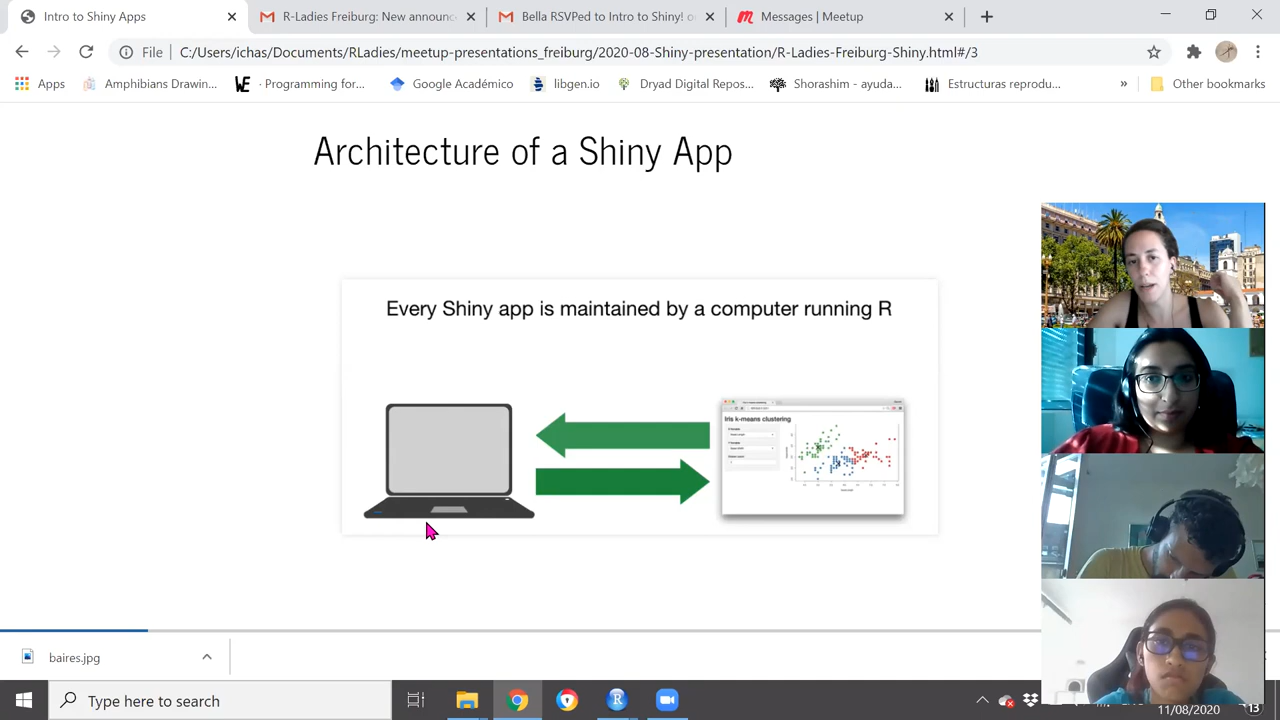 Intro to Shiny Apps
R-Ladies Freiburg: New announc
Bella RSVPed to Intro to Shiny! o
Messages | Meetup
File
C:/Users/ichas/Documents/RLadies/meetup-presentations_freiburg/2020-08-Shiny-presentation/R-Ladies-Freiburg-Shiny.html#/3
Apps
Amphibians Drawin...
· Programming for...
Google Académico
libgen.io
Dryad Digital Repos...
Shorashim - ayuda...
Estructuras reprodu...
»
Other bookmarks
Architecture of a Shiny App
Every Shiny app is maintained by a computer running R
Iris k-means clustering
baires.jpg
Type here to search
11/08/2020
13